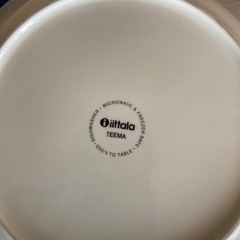 DISHWASHER - MICROWAVE & FREEZER SAFE - OVEN TO TABLE -
iittala
TEEMA